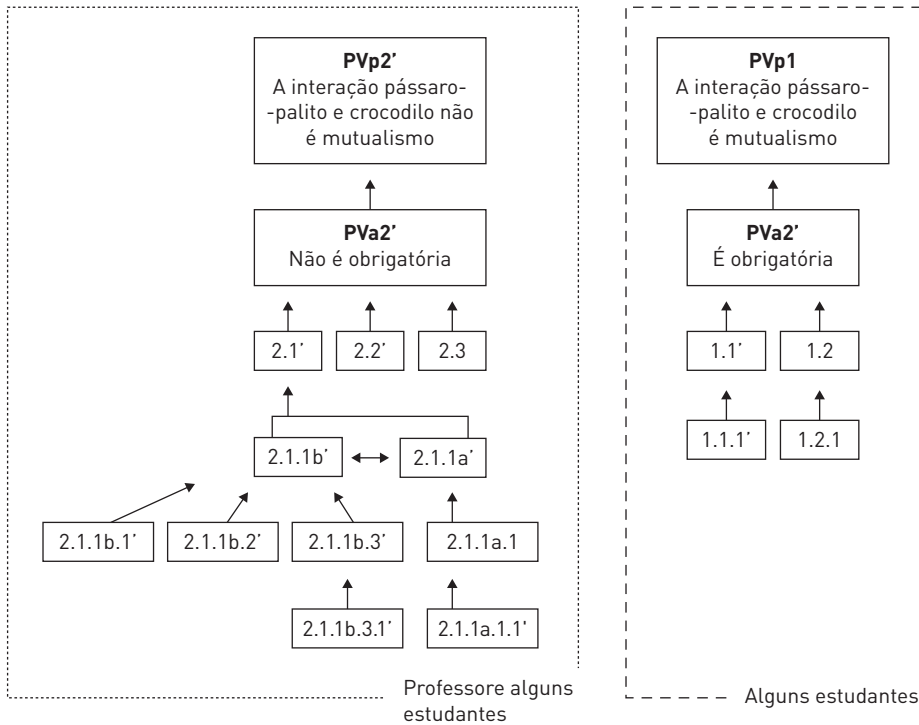 PVp2'
A interação pássaro-
-palito e crocodilo não
é mutualismo
PVa2'
Não é obrigatória
2.1'
2.2'
2.3
2.1.1b'
2.1.1a'
2.1.1b.1'
2.1.1b.2'
2.1.1b.3'
2.1.1a.1
2.1.1b.3.1'
2.1.1a.1.1'
Professore alguns
estudantes
PVp1
A interação pássaro-
-palito e crocodilo
é mutualismo
PVa2'
É obrigatória
1.1'
1.2
1.1.1'
1.2.1
Alguns estudantes